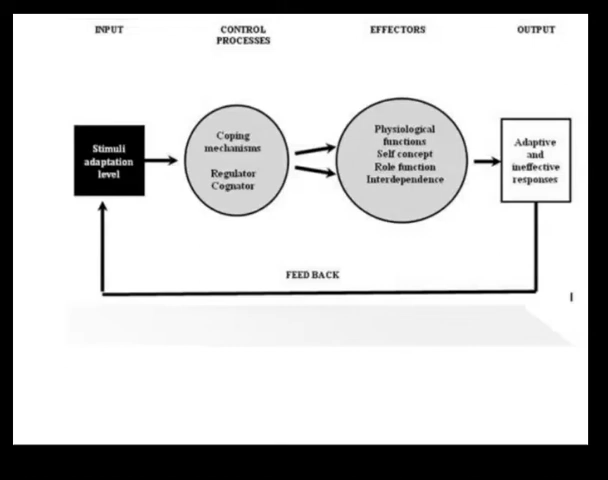 INPUT
CONTROL
PROCESSES
EFFECTORS
OUTPUT
Stimuli
adaptation
level
Coping
mechanisms
Regulator
Cognator
Physiological
functions
Self concept
Role function
Interdependence
Adaptive
and
ineffective
responses
FEED BACK